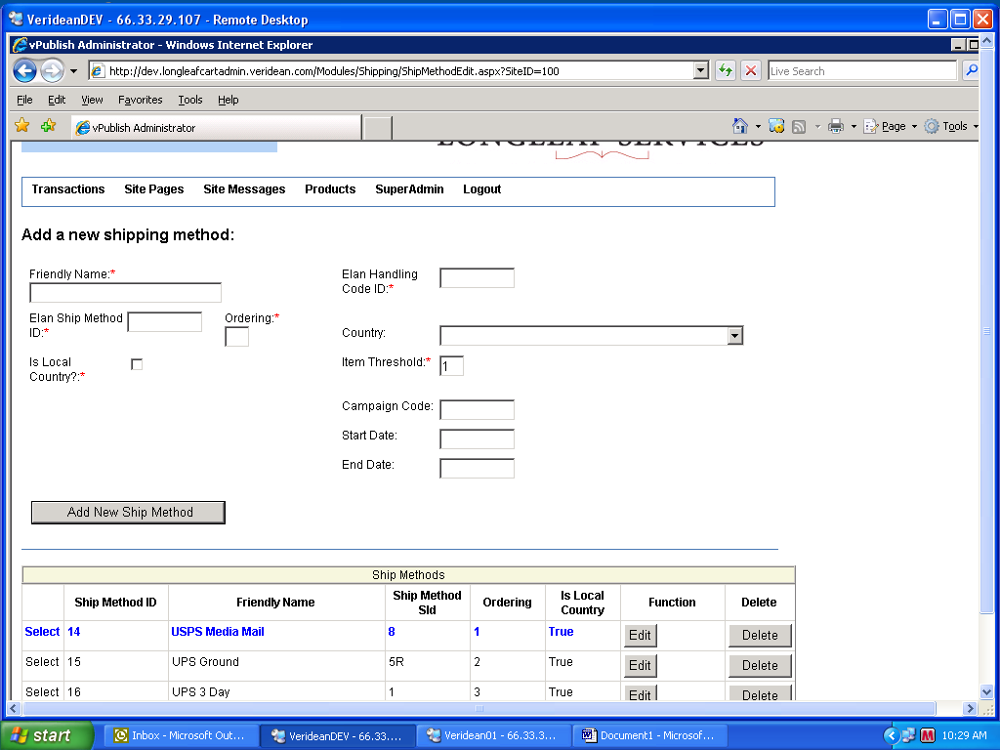 VerideanDEV - 66.33.29.107 - Remote Desktop
vPublish Administrator - Windows Internet Explorer
http://dev.longleafcartadmin.veridean.com/Modules/Shipping/ShipMethodEdit.aspx?SiteID=100
Live Search
File Edit View Favorites Tools Help
vPublish Administrator
Page Tools
LONGLEAF SERVICES
Transactions Site Pages Site Messages Products SuperAdmin Logout
Add a new shipping method:
Friendly Name:*
Elan Handling
Code ID:*
Elan Ship Method
ID:*
Ordering:*
Country:
Is Local
Country?:*
Item Threshold:* 1
Campaign Code:
Start Date:
End Date:
Add New Ship Method
Ship Methods
Ship Method ID Friendly Name Ship Method SId Ordering Is Local Country Function Delete
Select 14 USPS Media Mail 8 1 True Edit Delete
Select 15 UPS Ground 5R 2 True Edit Delete
Select 16 UPS 3 Day 1 3 True Edit Delete
start Inbox - Microsoft Out... VerideanDEV - 66.33.... Veridean01 - 66.33.3... Document1 - Microsof... 10:29 AM